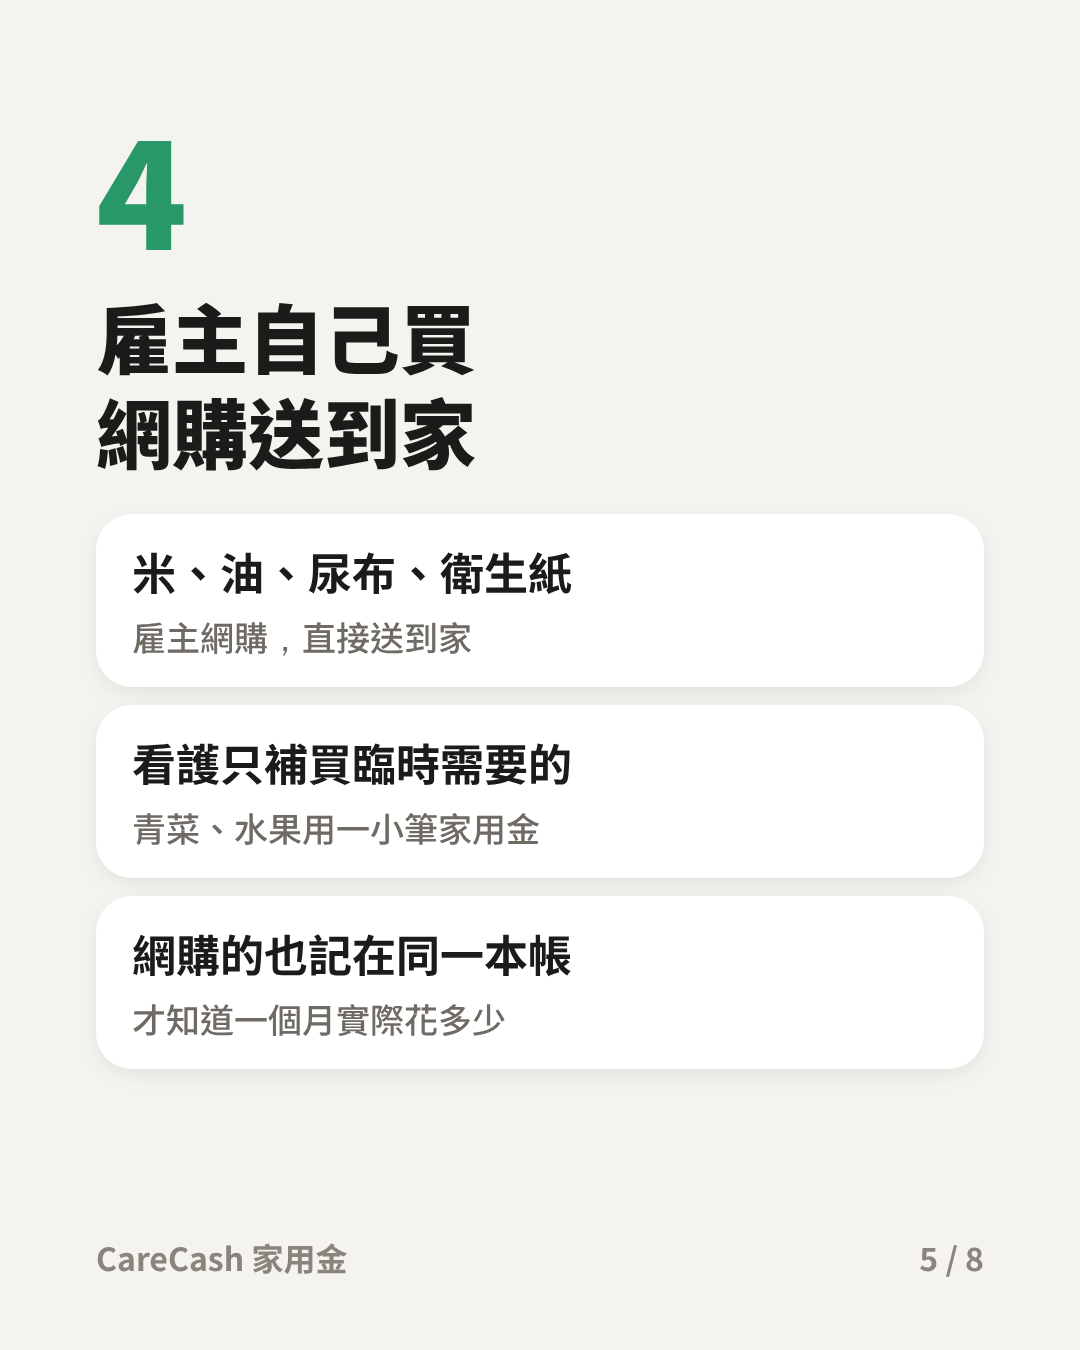 4
雇主自己買
網購送到家
米、油、尿布、衛生紙
雇主網購，直接送到家
看護只補買臨時需要的
青菜、水果用一小筆家用金
網購的也記在同一本帳
才知道一個月實際花多少
CareCash 家用金
5 / 8